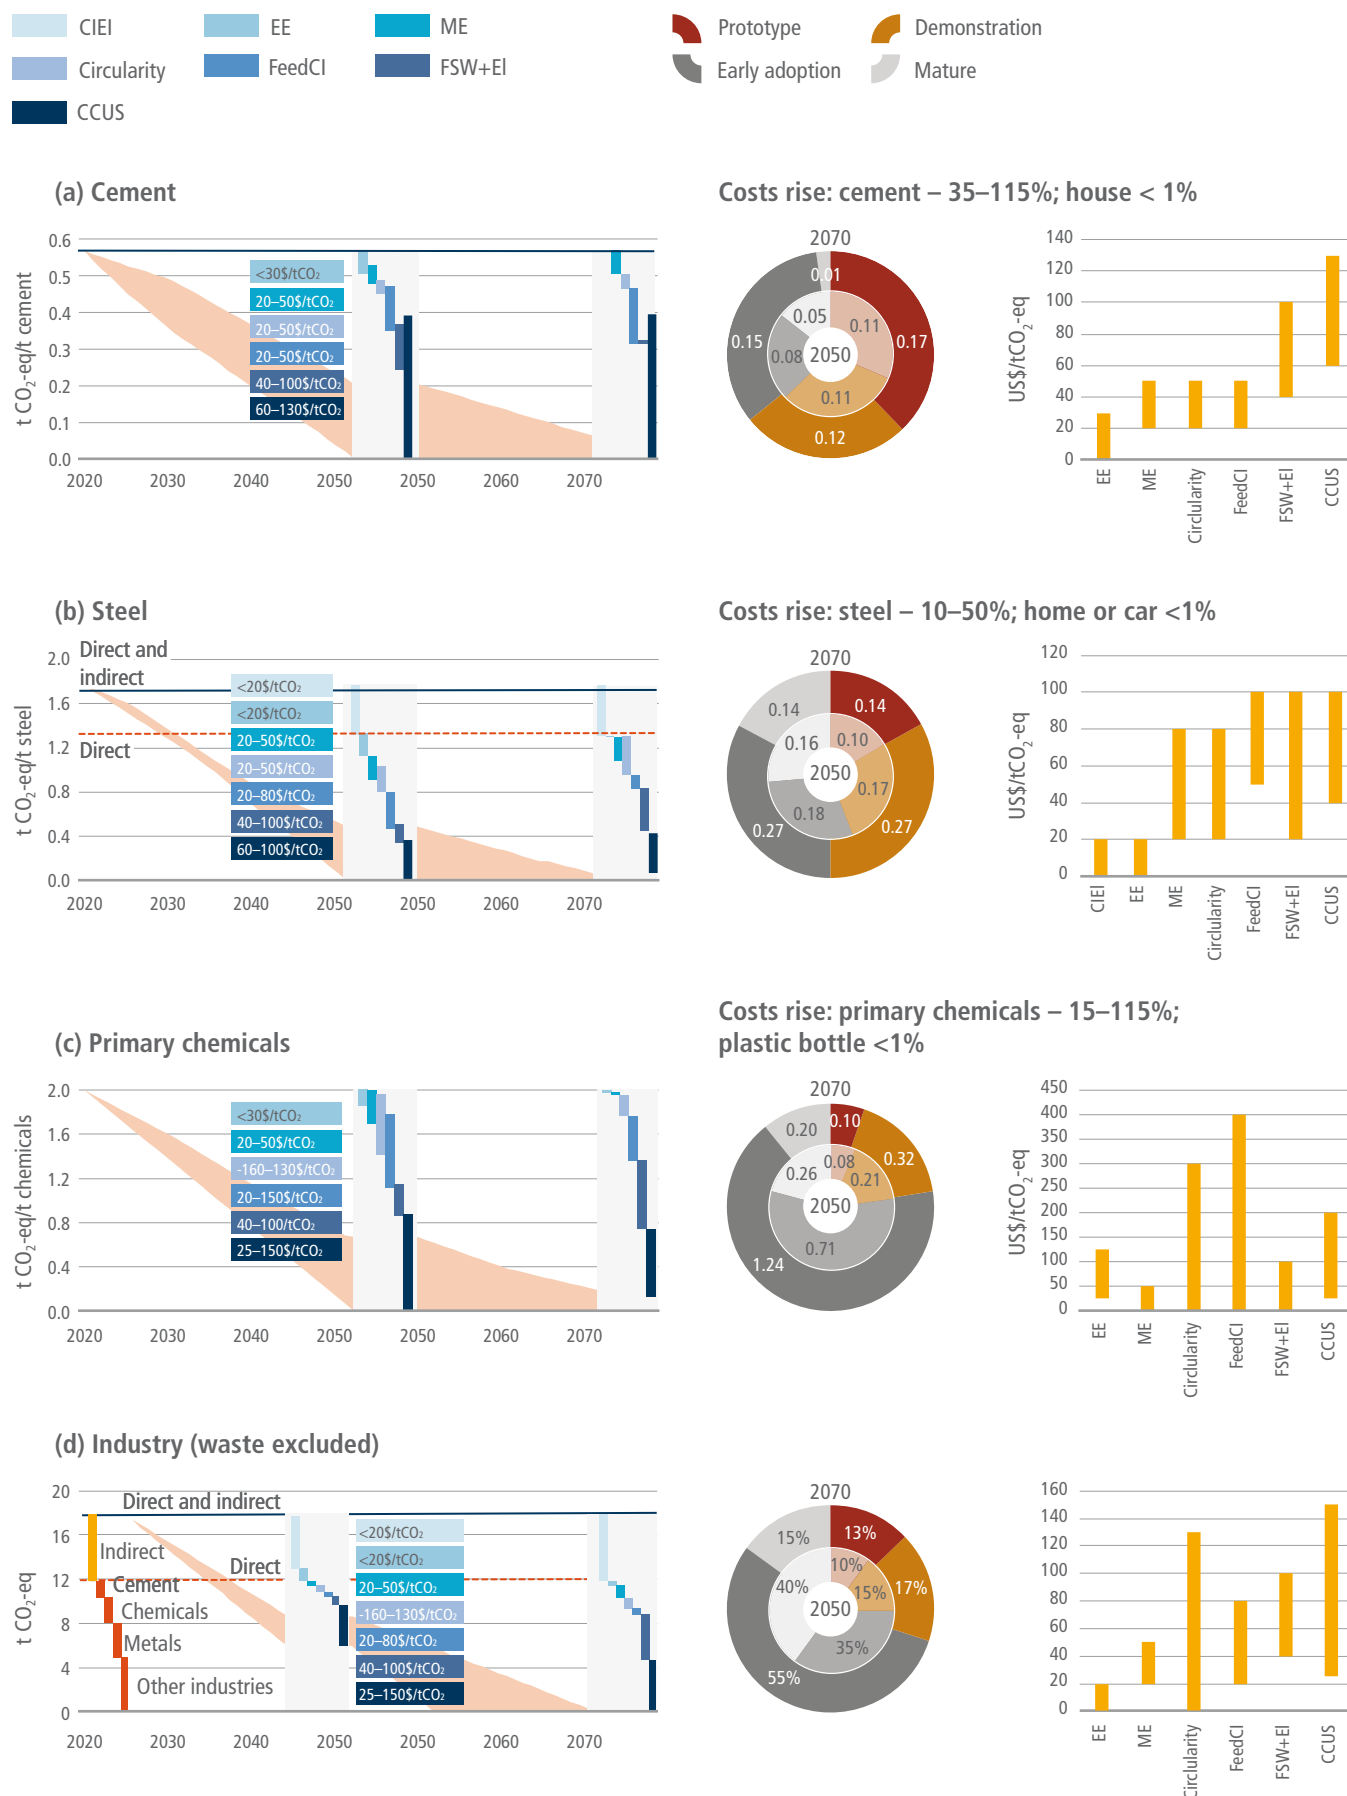 CIEI
EE
ME
Circularity
FeedCI
FSW+El
CCUS
Prototype
Demonstration
Early adoption
Mature
(a) Cement
t CO2-eq/t cement
0.6
0.5
0.4
0.3
0.2
0.1
0.0
<30$/tCO2
20–50$/tCO2
20–50$/tCO2
20–50$/tCO2
40–100$/tCO2
60–130$/tCO2
2020 2030 2040 2050 2050 2060 2070
Costs rise: cement – 35–115%; house < 1%
2070
0.01
0.17
0.12
0.15
0.05
0.11
0.11
0.08
2050
US$/tCO2-eq
140
120
100
80
60
40
20
0
EE
ME
Circlularity
FeedCI
FSW+El
CCUS
(b) Steel
t CO2-eq/t steel
2.0
1.6
1.2
0.8
0.4
0.0
Direct and
indirect
Direct
<20$/tCO2
<20$/tCO2
20–50$/tCO2
20–50$/tCO2
20–80$/tCO2
40–100$/tCO2
60–100$/tCO2
2020 2030 2040 2050 2050 2060 2070
Costs rise: steel – 10–50%; home or car <1%
2070
0.14
0.14
0.27
0.27
0.16
0.10
0.17
0.18
2050
US$/tCO2-eq
120
100
80
60
40
20
0
CIEI
EE
ME
Circlularity
FeedCI
FSW+El
CCUS
(c) Primary chemicals
t CO2-eq/t chemicals
2.0
1.6
1.2
0.8
0.4
0.0
<30$/tCO2
20–50$/tCO2
-160–130$/tCO2
20–150$/tCO2
40–100/tCO2
25–150$/tCO2
2020 2030 2040 2050 2050 2060 2070
Costs rise: primary chemicals – 15–115%;
plastic bottle <1%
2070
0.20
0.10
0.32
1.24
0.26
0.08
0.21
0.71
2050
US$/tCO2-eq
450
400
350
300
250
200
150
100
50
0
EE
ME
Circlularity
FeedCI
FSW+El
CCUS
(d) Industry (waste excluded)
t CO2-eq
20
16
12
8
4
0
Direct and indirect
Indirect
Direct
Cement
Chemicals
Metals
Other industries
<20$/tCO2
<20$/tCO2
20–50$/tCO2
-160–130$/tCO2
20–80$/tCO2
40–100$/tCO2
25–150$/tCO2
2020 2030 2040 2050 2050 2060 2070
2070
15%
13%
17%
55%
40%
10%
15%
35%
2050
US$/tCO2-eq
160
140
120
100
80
60
40
20
0
EE
ME
Circlularity
FeedCI
FSW+El
CCUS